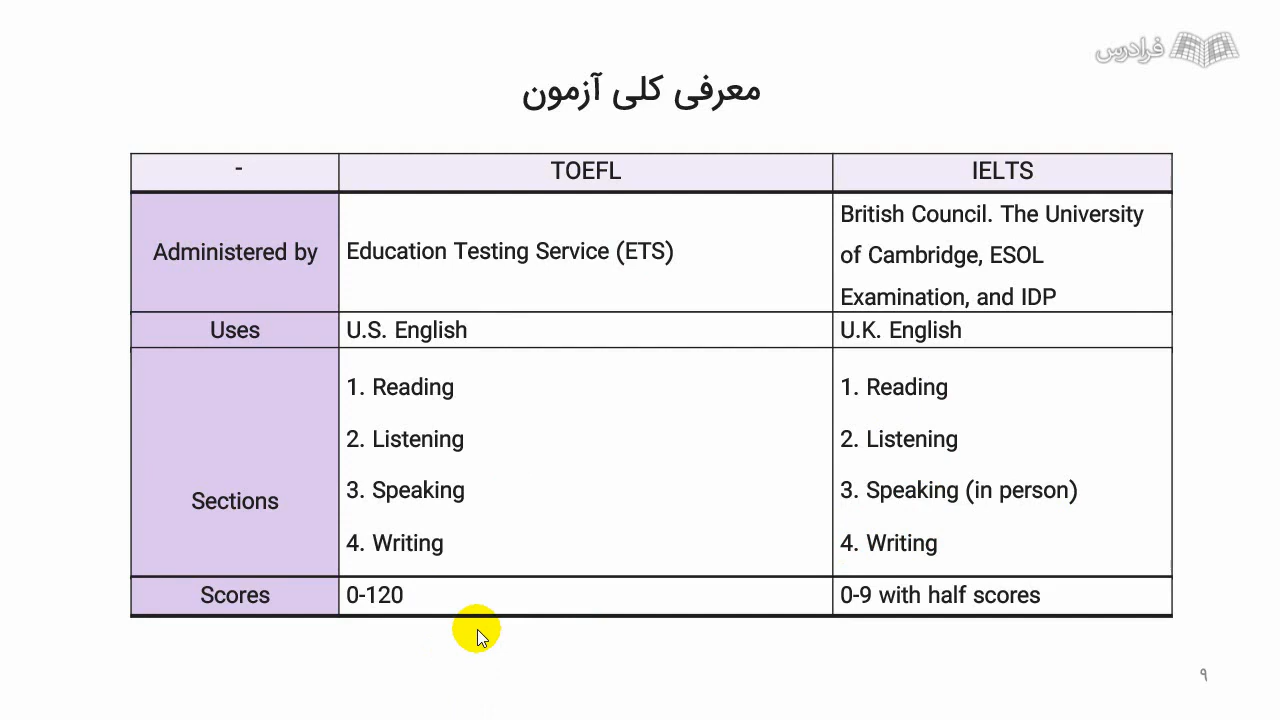 فرادرس
معرفی کلی آزمون
- TOEFL IELTS
Administered by
Education Testing Service (ETS)
British Council. The University
of Cambridge, ESOL
Examination, and IDP
Uses U.S. English U.K. English
Sections
1. Reading
2. Listening
3. Speaking
4. Writing
1. Reading
2. Listening
3. Speaking (in person)
4. Writing
Scores 0-120 0-9 with half scores
۹